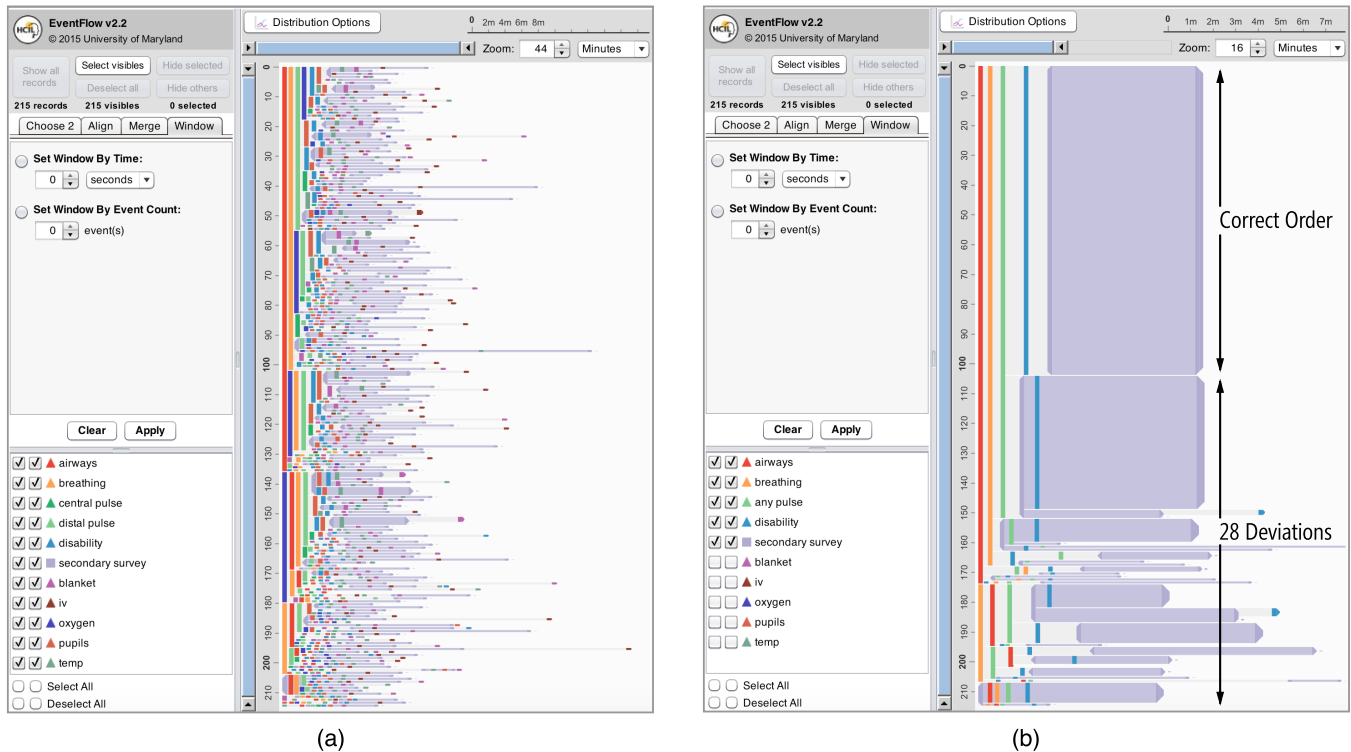 HCIL
EventFlow v2.2
© 2015 University of Maryland
Show all
records
Select visibles
Hide selected
Deselect all
Hide others
215 records
215 visibles
0 selected
Choose 2
Align
Merge
Window
Set Window By Time:
0
seconds
Set Window By Event Count:
0
event(s)
Clear
Apply
airways
breathing
central pulse
distal pulse
disability
secondary survey
blanket
iv
oxygen
pupils
temp
Select All
Deselect All
Distribution Options
0 2m 4m 6m 8m
Zoom: 44 Minutes
0
10
20
30
40
50
60
70
80
90
100
110
120
130
140
150
160
170
180
190
200
210
(a)
HCIL
EventFlow v2.2
© 2015 University of Maryland
Show all
records
Select visibles
Hide selected
Deselect all
Hide others
215 records
215 visibles
0 selected
Choose 2
Align
Merge
Window
Set Window By Time:
0
seconds
Set Window By Event Count:
0
event(s)
Clear
Apply
airways
breathing
any pulse
disability
secondary survey
blanket
iv
oxygen
pupils
temp
Select All
Deselect All
Distribution Options
0 1m 2m 3m 4m 5m 6m 7m
Zoom: 16 Minutes
0
10
20
30
40
50
60
70
80
90
100
110
120
130
140
150
160
170
180
190
200
210
Correct Order
28 Deviations
(b)